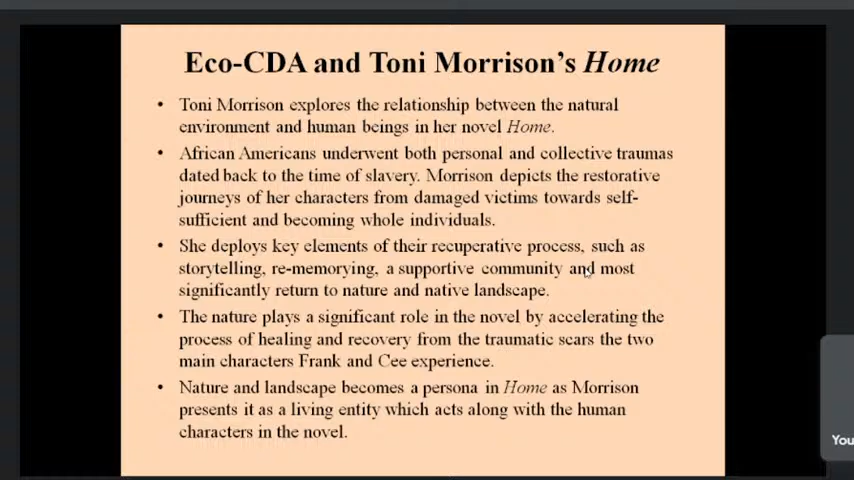 Eco-CDA and Toni Morrison's Home
• Toni Morrison explores the relationship between the natural
environment and human beings in her novel Home.
• African Americans underwent both personal and collective traumas
dated back to the time of slavery. Morrison depicts the restorative
journeys of her characters from damaged victims towards self-
sufficient and becoming whole individuals.
• She deploys key elements of their recuperative process, such as
storytelling, re-memorying, a supportive community and most
significantly return to nature and native landscape.
• The nature plays a significant role in the novel by accelerating the
process of healing and recovery from the traumatic scars the two
main characters Frank and Cee experience.
• Nature and landscape becomes a persona in Home as Morrison
presents it as a living entity which acts along with the human
characters in the novel.
You